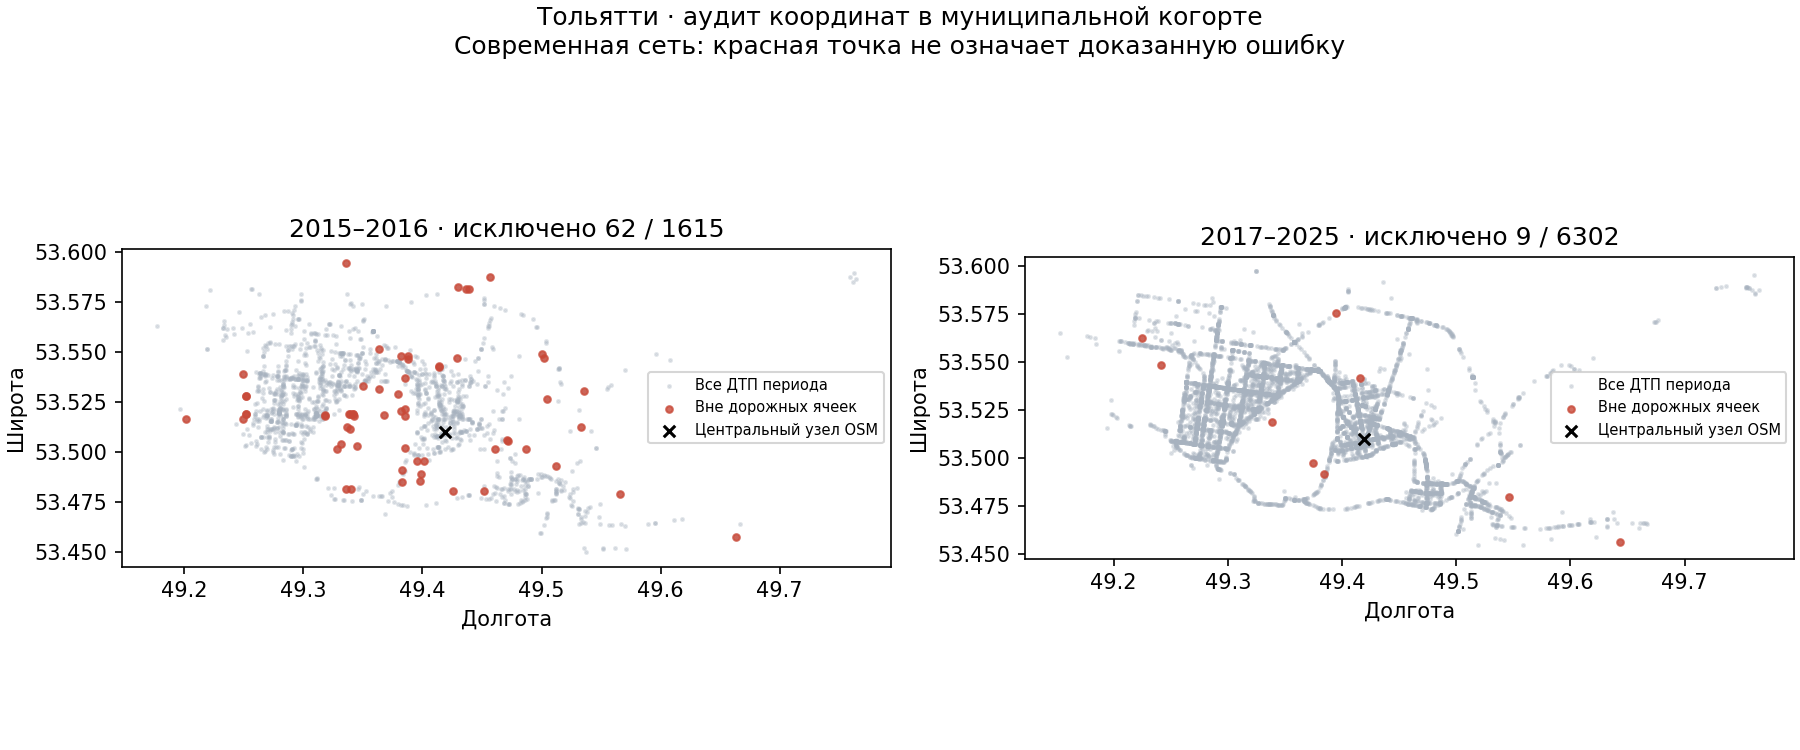 Тольятти · аудит координат в муниципальной когорте
Современная сеть: красная точка не означает доказанную ошибку
2015–2016 · исключено 62 / 1615
53.600
53.575
53.550
53.525
53.500
53.475
53.450
Широта
49.2
49.3
49.4
49.5
49.6
49.7
Долгота
Все ДТП периода
Вне дорожных ячеек
Центральный узел OSM
2017–2025 · исключено 9 / 6302
53.600
53.575
53.550
53.525
53.500
53.475
53.450
Широта
49.2
49.3
49.4
49.5
49.6
49.7
Долгота
Все ДТП периода
Вне дорожных ячеек
Центральный узел OSM